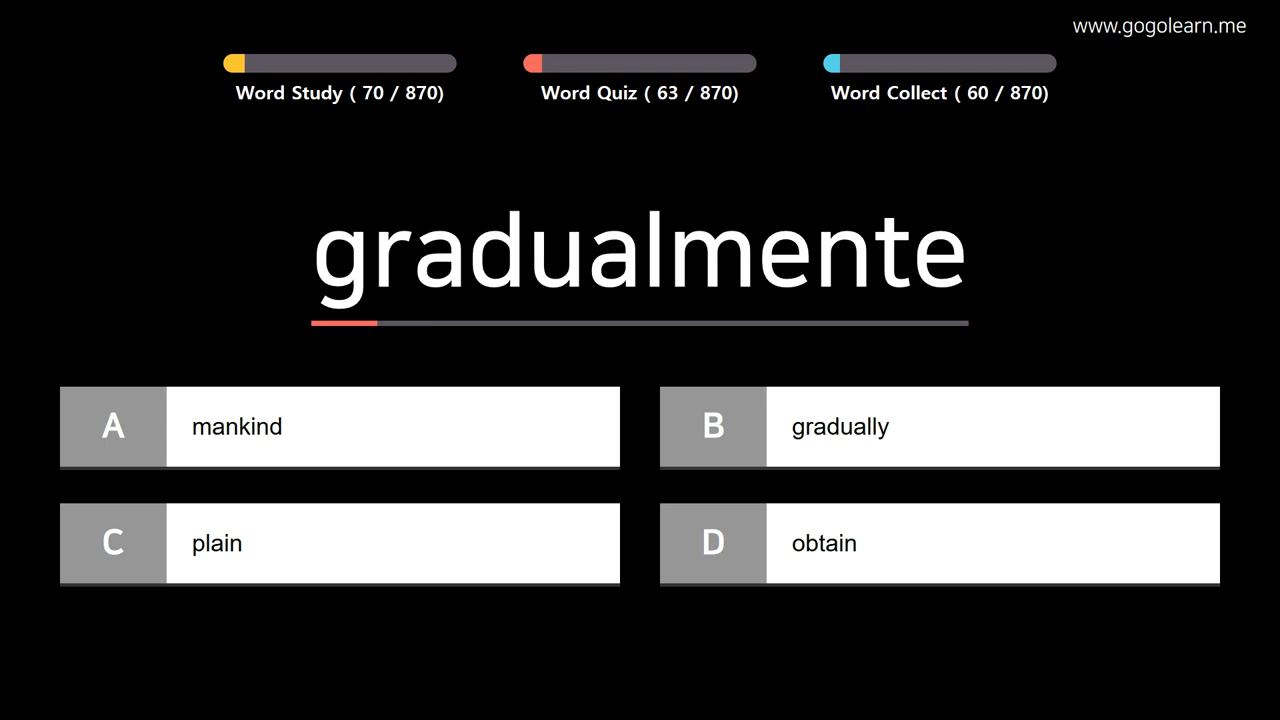 www.gogolearn.me
Word Study ( 70 / 870)
Word Quiz ( 63 / 870)
Word Collect ( 60 / 870)
gradualmente
A mankind
B gradually
C plain
D obtain